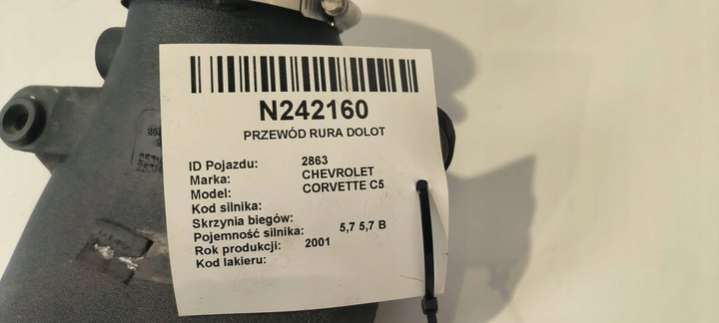 N242160
PRZEWÓD RURA DOLOT
ID Pojazdu: 2863
Marka: CHEVROLET
Model: CORVETTE C5
Kod silnika:
Skrzynia biegów:
Pojemność silnika: 5,7 5,7 B
Rok produkcji: 2001
Kod lakieru: